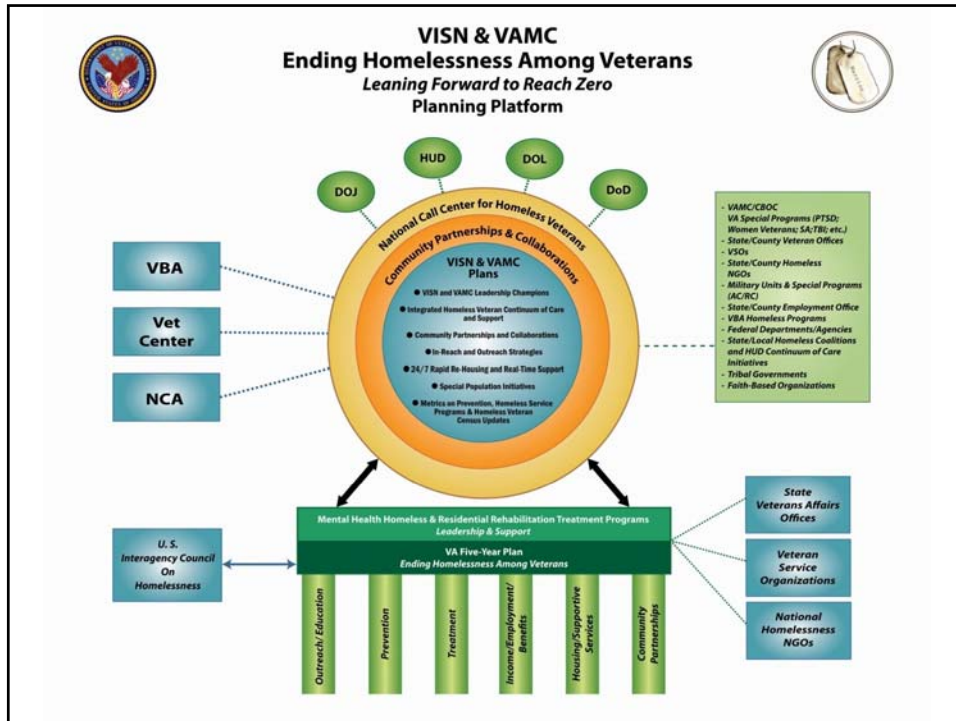 VISN & VAMC
Ending Homelessness Among Veterans
Leaning Forward to Reach Zero
Planning Platform
DOJ
HUD
DOL
DoD
National Call Center for Homeless Veterans
Community Partnerships & Collaborations
VISN & VAMC
Plans
● VISN and VAMC Leadership Champions
● Integrated Homeless Veteran Continuum of Care
and Support
● Community Partnerships and Collaborations
● In-Reach and Outreach Strategies
● 24/7 Rapid Re-Housing and Real-Time Support
● Special Population Initiatives
● Metrics on Prevention, Homeless Service
Programs & Homeless Veteran
Census Updates
VBA
Vet
Center
NCA
- VAMC/CBOC
VA Special Programs (PTSD;
Women Veterans; SA;TBI; etc.)
- State/County Veteran Offices
- VSOs
- State/County Homeless
NGOs
- Military Units & Special Programs
(AC/RC)
- State/County Employment Office
- VBA Homeless Programs
- Federal Departments/Agencies
- State/Local Homeless Coalitions
and HUD Continuum of Care
Initiatives
- Tribal Governments
- Faith-Based Organizations
Mental Health Homeless & Residential Rehabilitation Treatment Programs
Leadership & Support
VA Five-Year Plan
Ending Homelessness Among Veterans
U. S.
Interagency Council
On
Homelessness
Outreach/ Education
Prevention
Treatment
Income/Employment/
Benefits
Housing/Supportive
Services
Community
Partnerships
State
Veterans Affairs
Offices
Veteran
Service
Organizations
National
Homelessness
NGOs